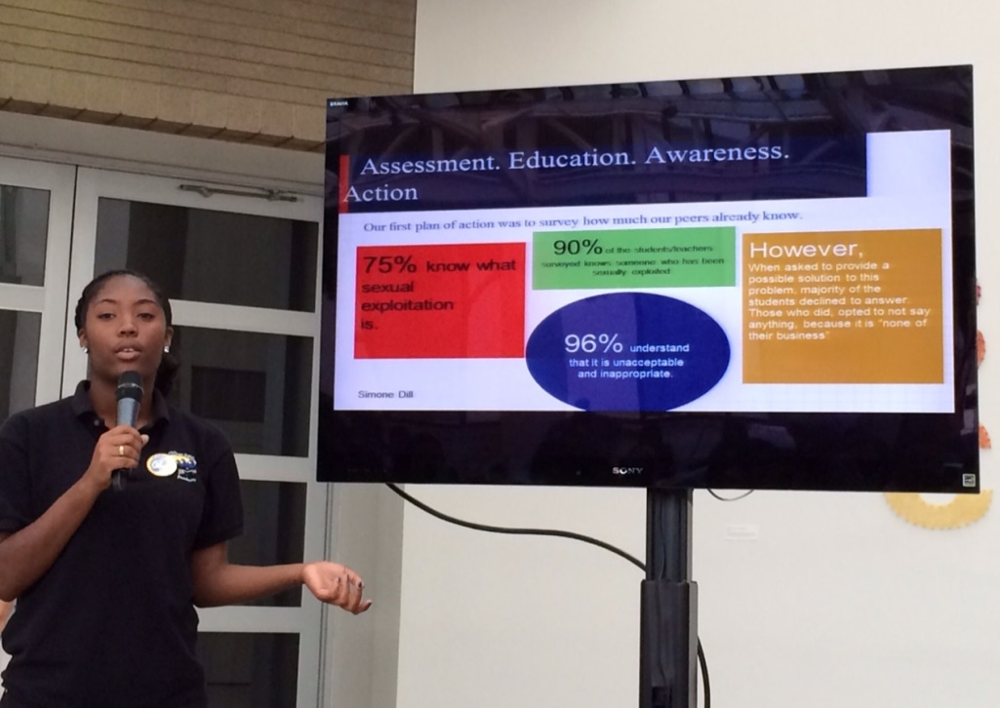 BRAVIA
Assessment. Education. Awareness.
Action
Our first plan of action was to survey how much our peers already know.
75% know what
sexual
exploitation
is.
90% of the students/teachers
surveyed knows someone who has been
sexually exploited
96% understand
that it is unacceptable
and inappropriate.
However,
When asked to provide a
possible solution to this
problem, majority of the
students declined to answer.
Those who did, opted to not say
anything, because it is "none of
their business"
Simone Dill
SONY